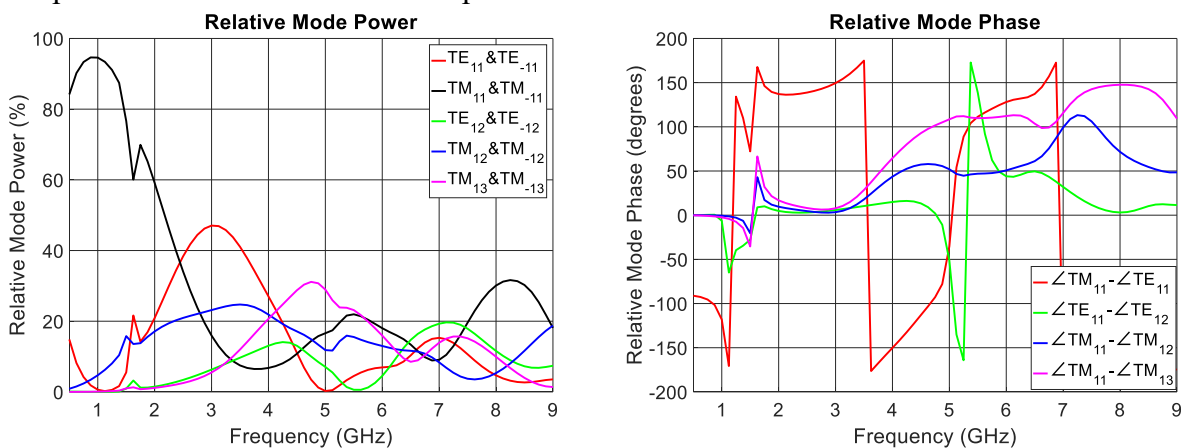 Relative Mode Power
100
80
60
40
20
0
1 2 3 4 5 6 7 8 9
Relative Mode Power (%)
Frequency (GHz)
TE11&TE-11
TM11&TM-11
TE12&TE-12
TM12&TM-12
TM13&TM-13
Relative Mode Phase
200
150
100
50
0
-50
-100
-150
-200
1 2 3 4 5 6 7 8 9
Relative Mode Phase (degrees)
Frequency (GHz)
∠TM11-∠TE11
∠TE11-∠TE12
∠TM11-∠TM12
∠TM11-∠TM13